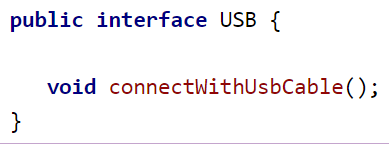 public interface USB {
void connectWithUsbCable();
}